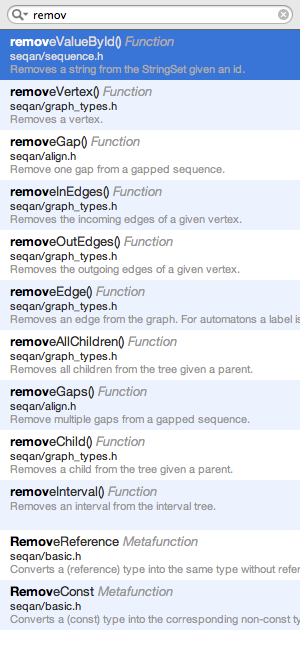 remov
removeValueById() Function
seqan/sequence.h
Removes a string from the StringSet given an id.
removeVertex() Function
seqan/graph_types.h
Removes a vertex.
removeGap() Function
seqan/align.h
Remove one gap from a gapped sequence.
removeInEdges() Function
seqan/graph_types.h
Removes the incoming edges of a given vertex.
removeOutEdges() Function
seqan/graph_types.h
Removes the outgoing edges of a given vertex.
removeEdge() Function
seqan/graph_types.h
Removes an edge from the graph. For automatons a label is
removeAllChildren() Function
seqan/graph_types.h
Removes all children from the tree given a parent.
removeGaps() Function
seqan/align.h
Remove multiple gaps from a gapped sequence.
removeChild() Function
seqan/graph_types.h
Removes a child from the tree given a parent.
removeInterval() Function
Removes an interval from the interval tree.
RemoveReference Metafunction
seqan/basic.h
Converts a (reference) type into the same type without refer
RemoveConst Metafunction
seqan/basic.h
Converts a (const) type into the corresponding non-const ty